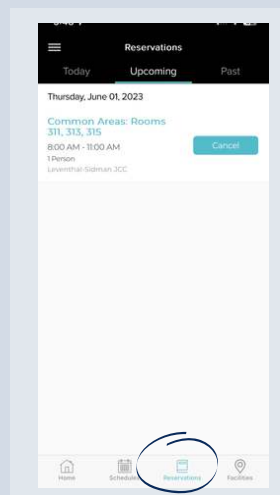 Reservations
Today Upcoming Past
Thursday, June 01, 2023
Common Areas: Rooms
311, 313, 315
8:00 AM - 11:00 AM
Cancel
1 Person
Leventhal-Sidman JCC
Home Schedules Reservations Facilities